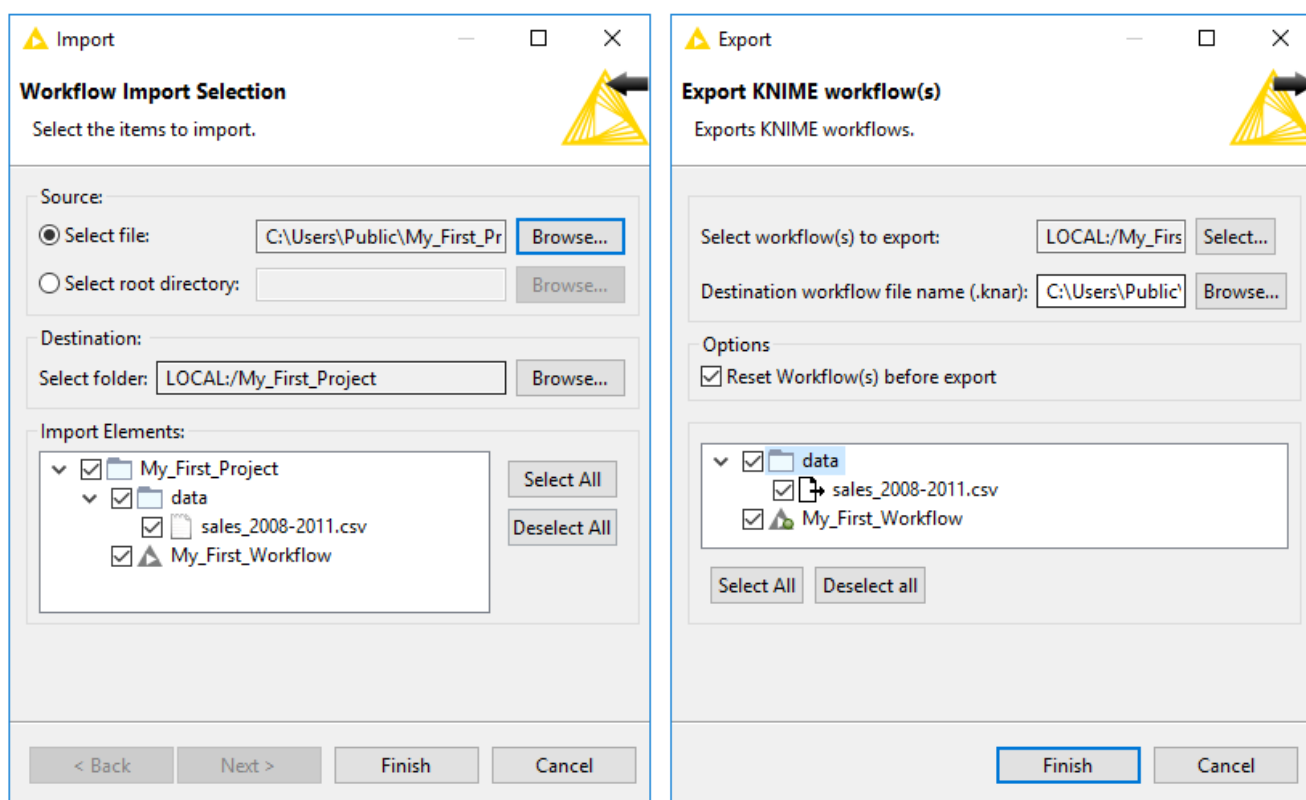 Import
Workflow Import Selection
Select the items to import.
Source:
Select file: C:\Users\Public\My_First_Pr Browse...
Select root directory: Browse...
Destination:
Select folder: LOCAL:/My_First_Project Browse...
Import Elements:
My_First_Project
data
sales_2008-2011.csv
My_First_Workflow
Select All
Deselect All
< Back Next > Finish Cancel
Export
Export KNIME workflow(s)
Exports KNIME workflows.
Select workflow(s) to export: LOCAL:/My_Firs Select...
Destination workflow file name (.knar): C:\Users\Public\ Browse...
Options
Reset Workflow(s) before export
data
sales_2008-2011.csv
My_First_Workflow
Select All Deselect all
Finish Cancel